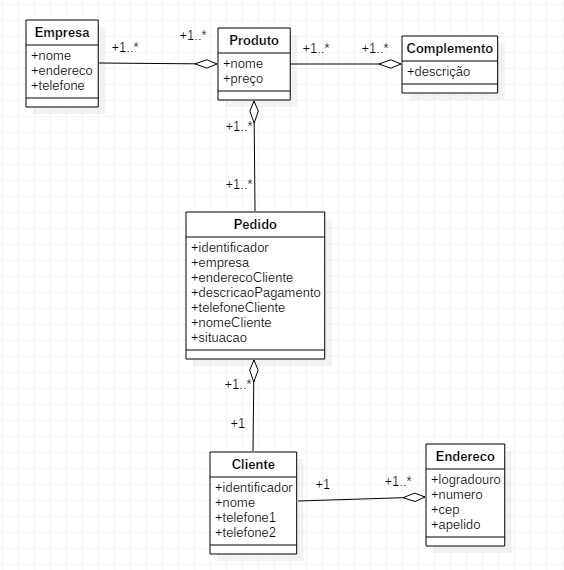 Empresa
+nome
+endereco
+telefone
+1..*
+1..*
Produto
+nome
+preço
+1..*
+1..*
Complemento
+descrição
+1..*
+1..*
Pedido
+identificador
+empresa
+enderecoCliente
+descricaoPagamento
+telefoneCliente
+nomeCliente
+situacao
+1..*
+1
Cliente
+identificador
+nome
+telefone1
+telefone2
+1
+1..*
Endereco
+logradouro
+numero
+cep
+apelido